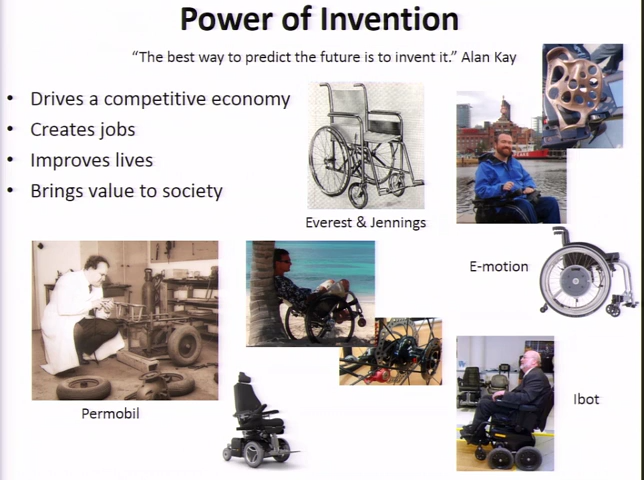 Power of Invention
“The best way to predict the future is to invent it.” Alan Kay
• Drives a competitive economy
• Creates jobs
• Improves lives
• Brings value to society
Everest & Jennings
E-motion
Permobil
Ibot